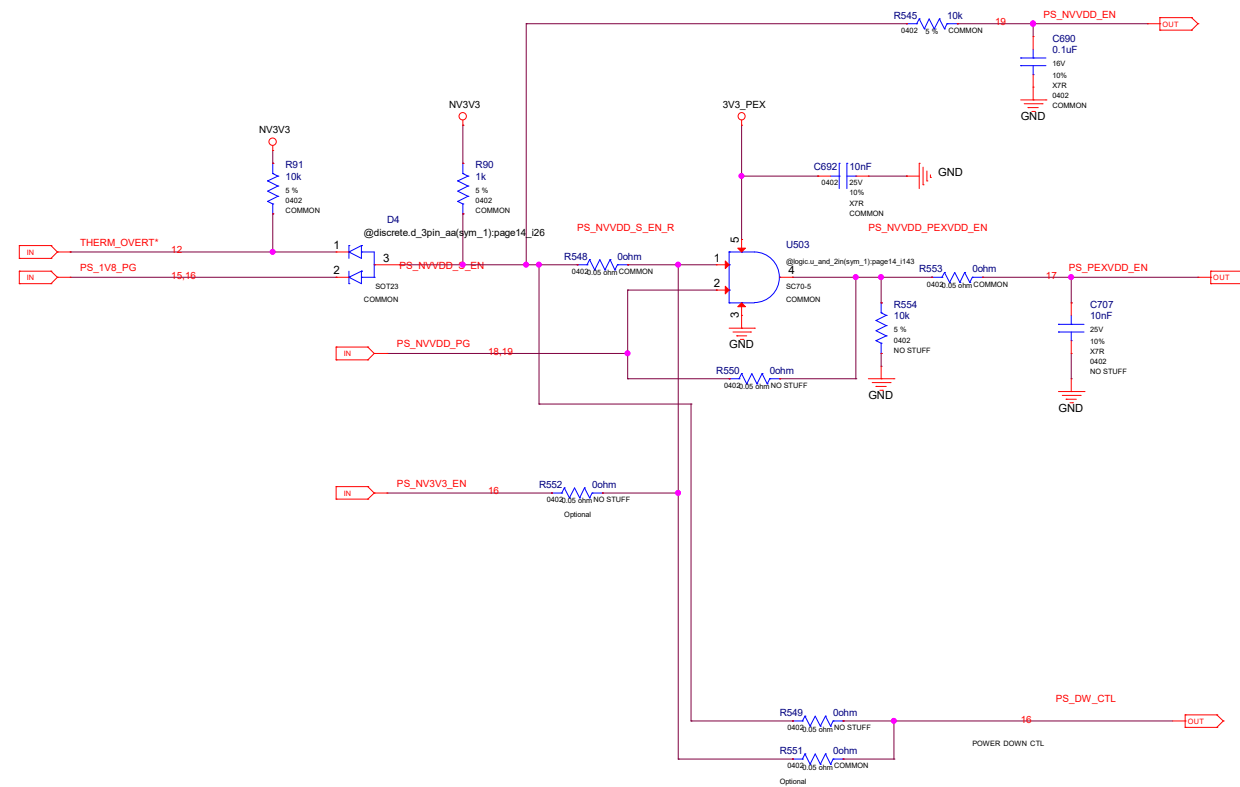 R545 10k
0402 5 % COMMON
19
PS_NVVDD_EN
OUT
C690
0.1uF
16V
10%
X7R
0402
COMMON
GND
NV3V3
R91
10k
5 %
0402
COMMON
NV3V3
R90
1k
5 %
0402
COMMON
3V3_PEX
C692 10nF
0402 25V
10%
X7R
COMMON
GND
D4
@discrete.d_3pin_aa(sym_1):page14_i26
IN
THERM_OVERT*
12
1
IN
PS_1V8_PG
15,16
2
3
SOT23
COMMON
PS_NVVDD_S_EN
PS_NVVDD_S_EN_R
R548 0ohm
0402 0.05 ohm COMMON
1
2
5
3
GND
U503
@logic.u_and_2in(sym_1):page14_i143
4
SC70-5
COMMON
PS_NVVDD_PEXVDD_EN
R553 0ohm
0402 0.05 ohm COMMON
17
PS_PEXVDD_EN
OUT
R554
10k
5 %
0402
NO STUFF
GND
C707
10nF
25V
10%
X7R
0402
NO STUFF
GND
IN
PS_NVVDD_PG
18,19
R550 0ohm
0402 0.05 ohm NO STUFF
IN
PS_NV3V3_EN
16
R552 0ohm
0402 0.05 ohm NO STUFF
Optional
R549 0ohm
0402 0.05 ohm NO STUFF
PS_DW_CTL
16
OUT
POWER DOWN CTL
R551 0ohm
0402 0.05 ohm COMMON
Optional